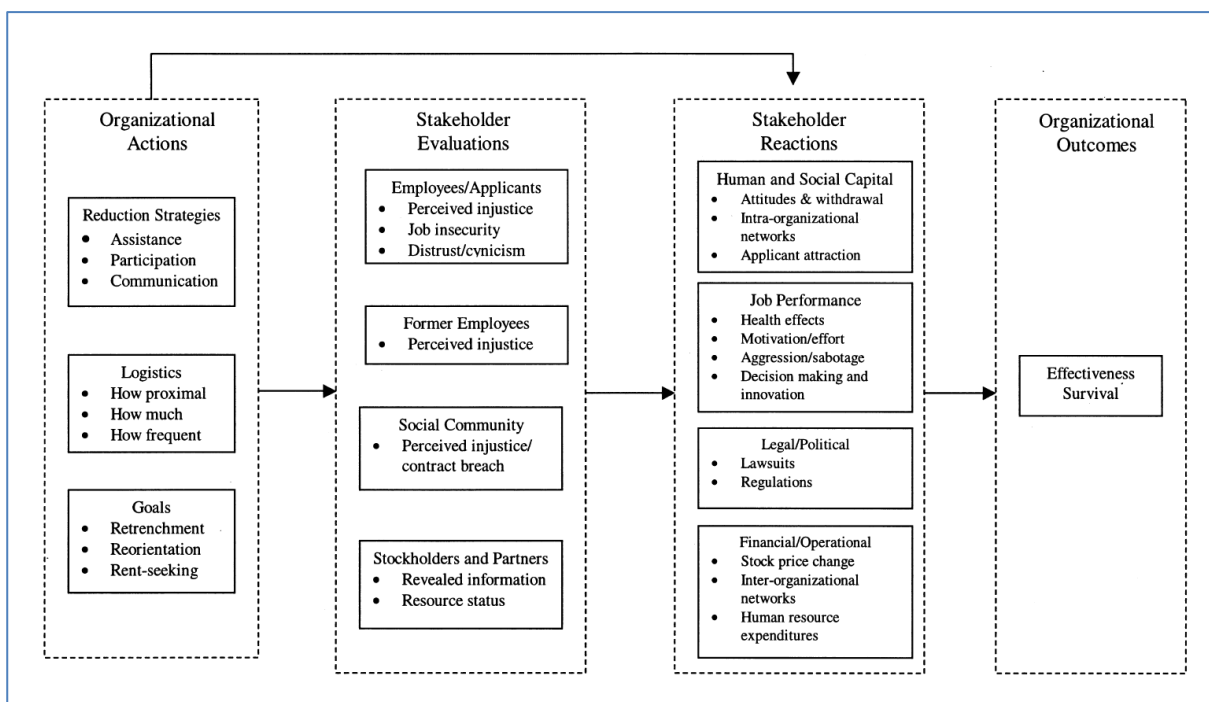 Organizational
Actions
Reduction Strategies
• Assistance
• Participation
• Communication
Logistics
• How proximal
• How much
• How frequent
Goals
• Retrenchment
• Reorientation
• Rent-seeking
Stakeholder
Evaluations
Employees/Applicants
• Perceived injustice
• Job insecurity
• Distrust/cynicism
Former Employees
• Perceived injustice
Social Community
• Perceived injustice/
contract breach
Stockholders and Partners
• Revealed information
• Resource status
Stakeholder
Reactions
Human and Social Capital
• Attitudes & withdrawal
• Intra-organizational
networks
• Applicant attraction
Job Performance
• Health effects
• Motivation/effort
• Aggression/sabotage
• Decision making and
innovation
Legal/Political
• Lawsuits
• Regulations
Financial/Operational
• Stock price change
• Inter-organizational
networks
• Human resource
expenditures
Organizational
Outcomes
Effectiveness
Survival